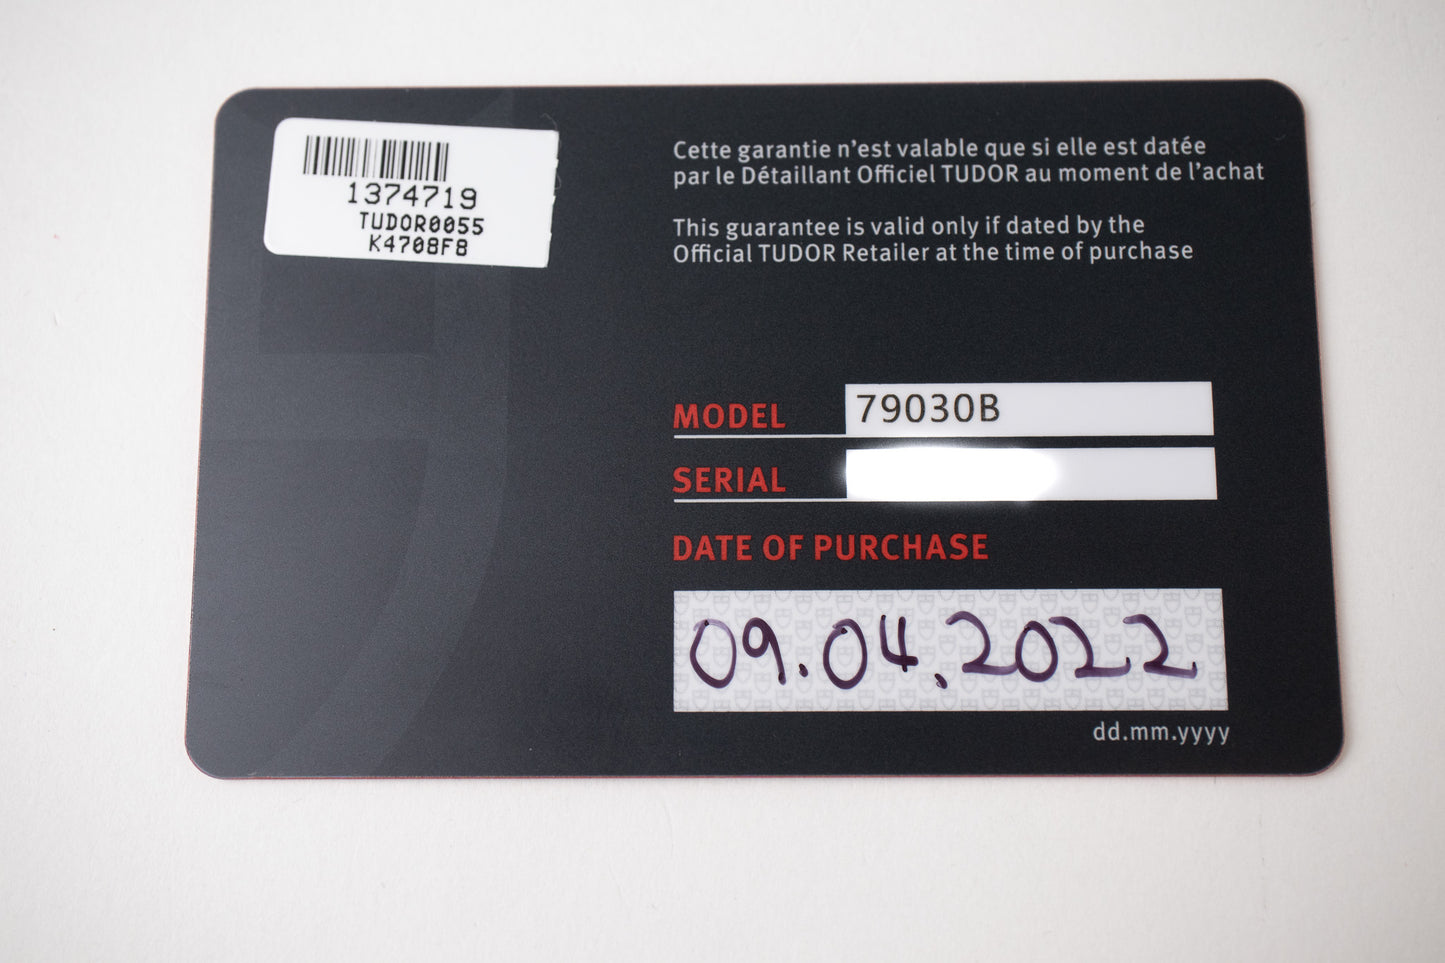 1374719
TUDOR0055
K4708F8
Cette garantie n'est valable que si elle est datée
par le Détaillant Officiel TUDOR au moment de l'achat
This guarantee is valid only if dated by the
Official TUDOR Retailer at the time of purchase
MODEL 79030B
SERIAL
DATE OF PURCHASE
09.04.2022
dd.mm.yyyy